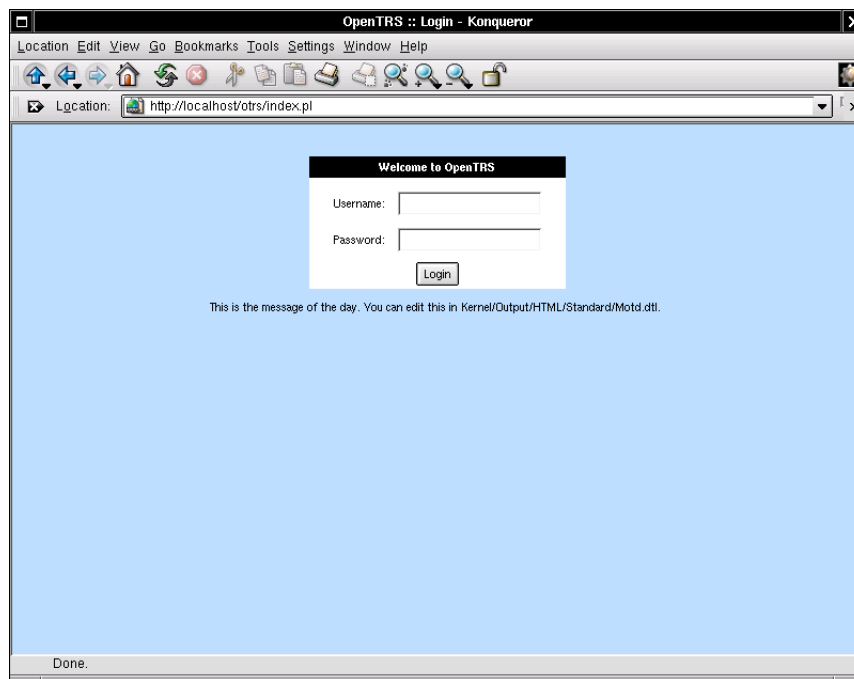 OpenTRS :: Login - Konqueror
Location Edit View Go Bookmarks Tools Settings Window Help
Location: http://localhost/otrs/index.pl
Welcome to OpenTRS
Username:
Password:
Login
This is the message of the day. You can edit this in Kernel/Output/HTML/Standard/Motd.dtl.
Done.